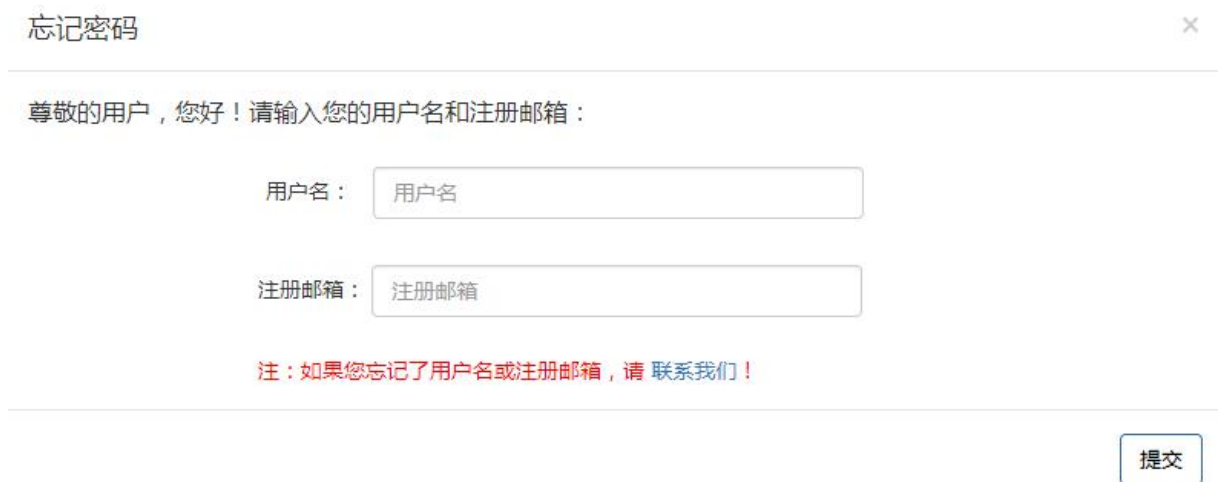 忘记密码 ×
尊敬的用户，您好！请输入您的用户名和注册邮箱：
用户名： 用户名
注册邮箱： 注册邮箱
注：如果您忘记了用户名或注册邮箱，请 联系我们！
提交